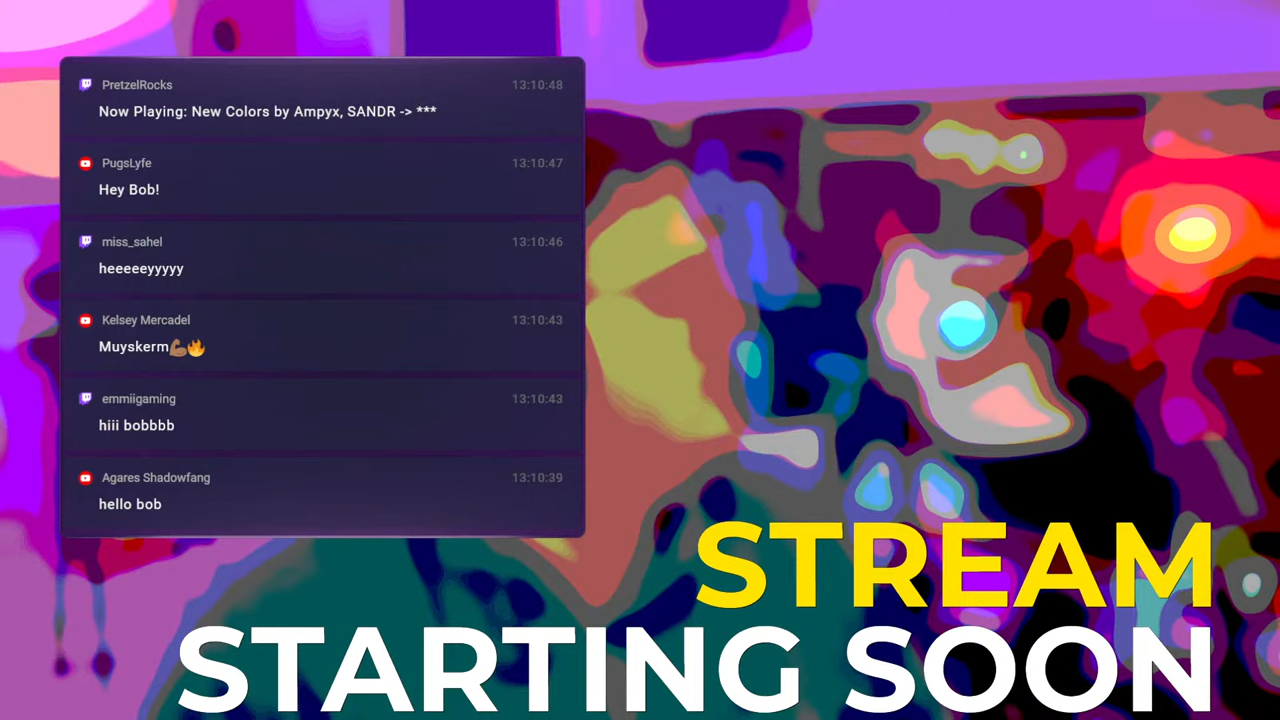 PretzelRocks 13:10:48
Now Playing: New Colors by Ampyx, SANDR -> ***
PugsLyfe 13:10:47
Hey Bob!
miss_sahel 13:10:46
heeeeeyyyyy
Kelsey Mercadel 13:10:43
Muyskerm💪🏽🔥
emmiigaming 13:10:43
hiii bobbbb
Agares Shadowfang 13:10:39
hello bob
STREAM
STARTING SOON